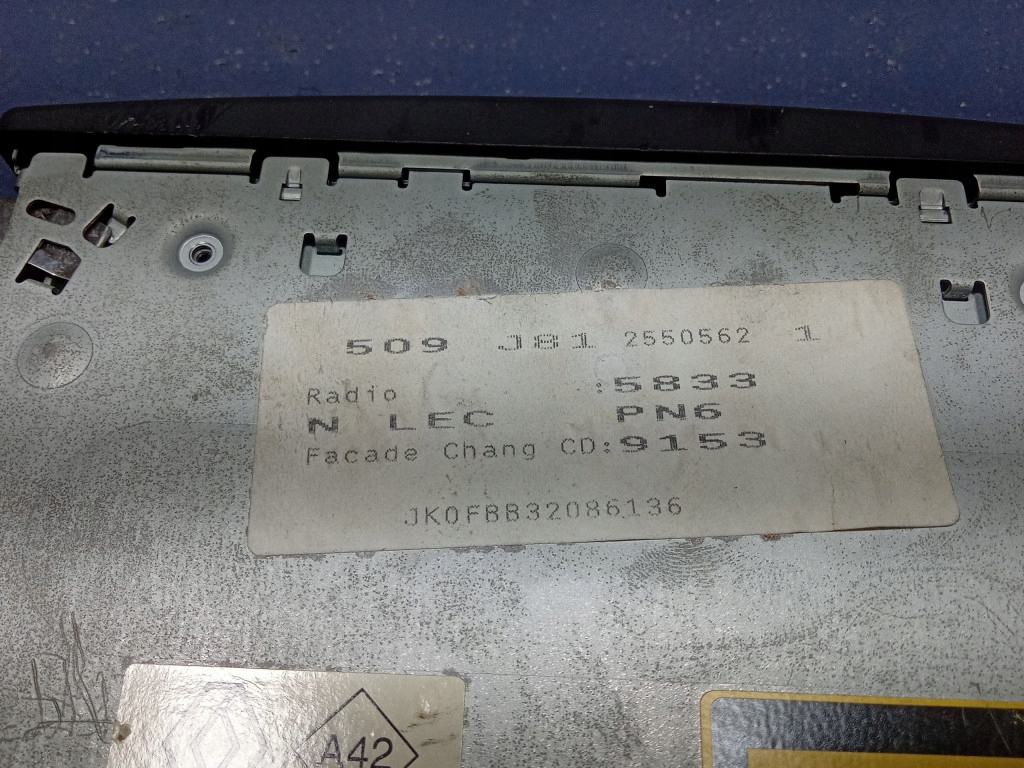 509 J81 2550562 1
Radio :5833
N LEC PN6
Facade Chang CD:9153
JK0FBB32086136
A42